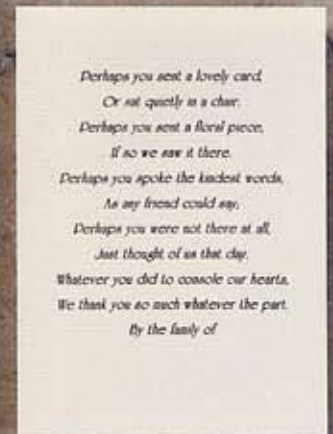 Perhaps you sent a lovely card,
Or sat quietly in a chair.
Perhaps you sent a floral piece,
If so we saw it there.
Perhaps you spoke the kindest words,
As any friend could say,
Perhaps you were not there at all,
Just thought of us that day.
Whatever you did to console our hearts,
We thank you so much whatever the part.
By the family of